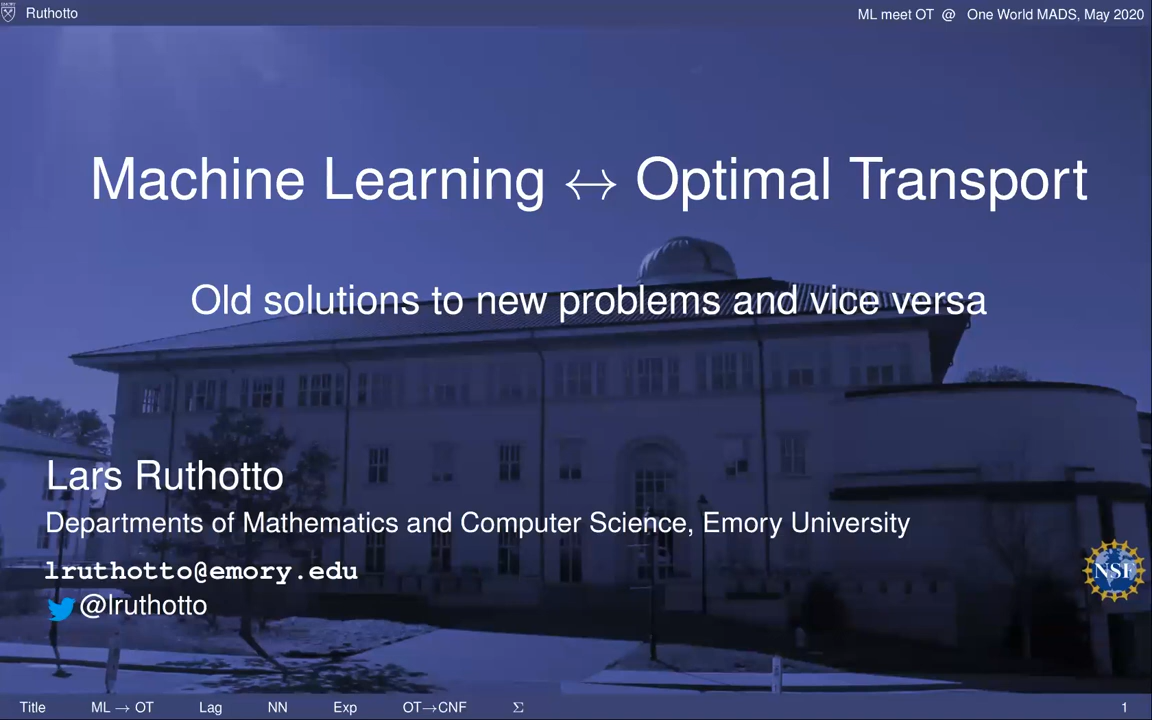 Ruthotto
ML meet OT @ One World MADS, May 2020
Machine Learning ↔ Optimal Transport
Old solutions to new problems and vice versa
Lars Ruthotto
Departments of Mathematics and Computer Science, Emory University
lruthotto@emory.edu
@lruthotto
NSF
Title ML → OT Lag NN Exp OT→CNF Σ 1